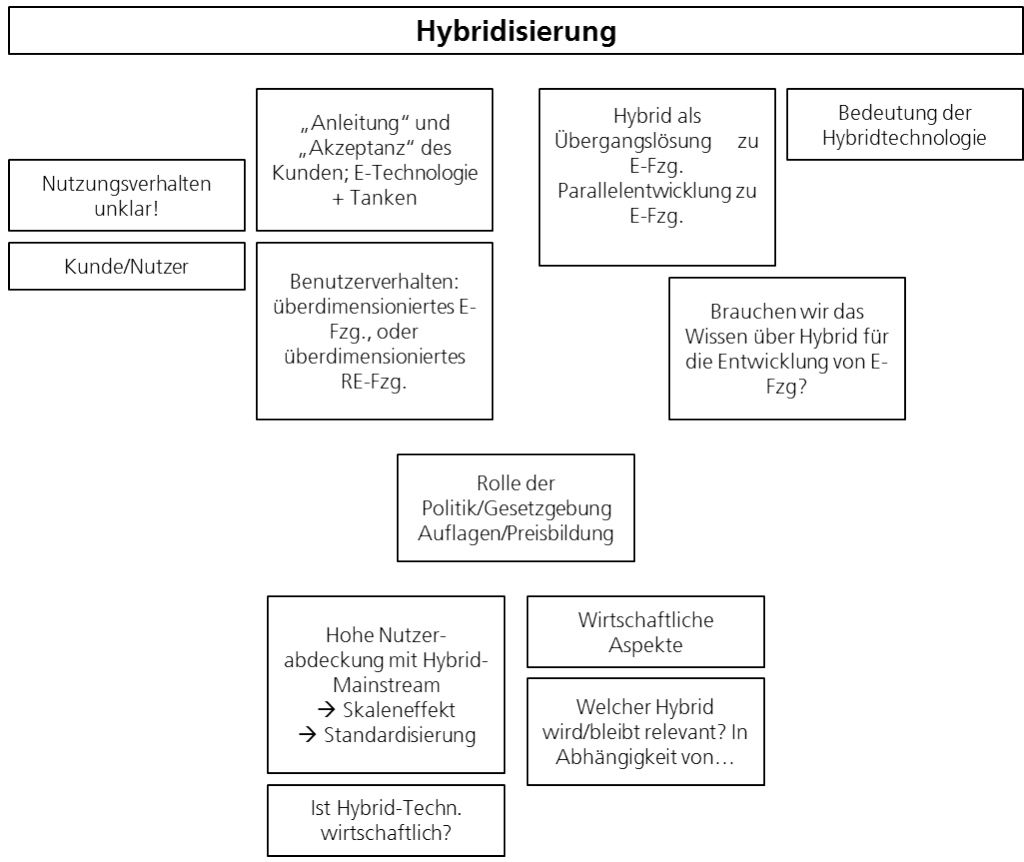 Hybridisierung
Nutzungsverhalten
unklar!
Kunde/Nutzer
„Anleitung“ und
„Akzeptanz“ des
Kunden; E-Technologie
+ Tanken
Benutzerverhalten:
überdimensioniertes E-
Fzg., oder
überdimensioniertes
RE-Fzg.
Hybrid als
Übergangslösung zu
E-Fzg.
Parallelentwicklung zu
E-Fzg.
Bedeutung der
Hybridtechnologie
Brauchen wir das
Wissen über Hybrid für
die Entwicklung von E-
Fzg?
Rolle der
Politik/Gesetzgebung
Auflagen/Preisbildung
Hohe Nutzer-
abdeckung mit Hybrid-
Mainstream
→ Skaleneffekt
→ Standardisierung
Ist Hybrid-Techn.
wirtschaftlich?
Wirtschaftliche
Aspekte
Welcher Hybrid
wird/bleibt relevant? In
Abhängigkeit von…